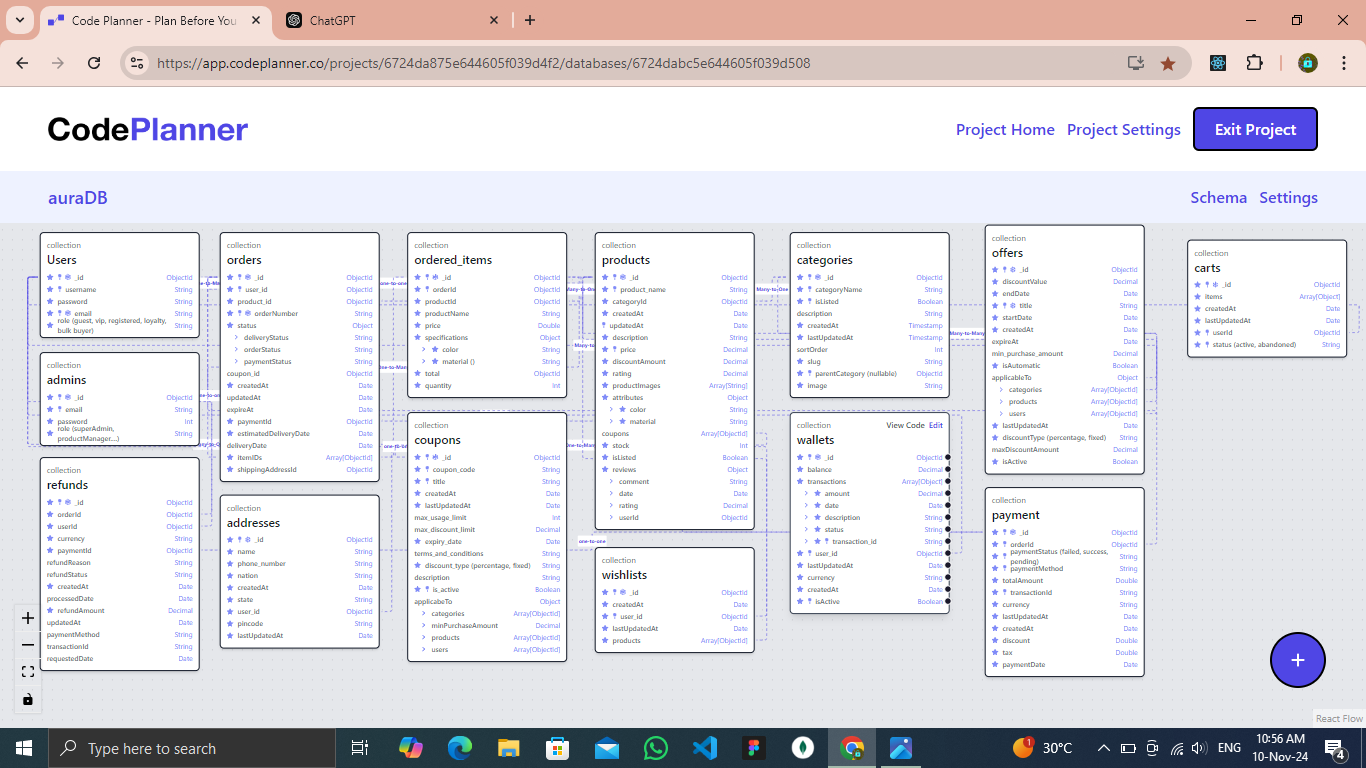 Code Planner - Plan Before You
ChatGPT
https://app.codeplanner.co/projects/6724da875e644605f039d4f2/databases/6724dabc5e644605f039d508
CodePlanner
Project Home
Project Settings
Exit Project
auraDB
Schema
Settings
collection
Users
_id ObjectId
username String
password String
email String
role (guest, vip, registered, loyalty, bulk buyer) String
collection
admins
_id ObjectId
email String
password Int
role (superAdmin, productManager....) String
collection
refunds
_id ObjectId
orderId ObjectId
userId ObjectId
currency String
paymentId ObjectId
refundReason String
refundStatus String
createdAt Date
processedDate Date
refundAmount Decimal
updatedAt Date
paymentMethod String
transactionId String
requestedDate Date
collection
orders
_id ObjectId
user_id ObjectId
product_id ObjectId
orderNumber ObjectId
status Object
deliveryStatus String
orderStatus String
paymentStatus String
coupon_id ObjectId
createdAt Date
updatedAt Date
expireAt Date
paymentId ObjectId
estimatedDeliveryDate Date
deliveryDate Date
itemIDs Array[ObjectId]
shippingAddressId ObjectId
collection
addresses
_id ObjectId
name String
phone_number String
nation String
createdAt Date
state String
user_id ObjectId
pincode String
lastUpdatedAt Date
collection
ordered_items
_id ObjectId
orderId ObjectId
productId ObjectId
productName String
price Double
specifications Object
color String
material () String
total ObjectId
quantity Int
collection
coupons
_id ObjectId
coupon_code String
title String
createdAt Date
lastUpdatedAt Date
max_usage_limit Int
max_discount_limit Decimal
expiry_date Date
terms_and_conditions String
discount_type (percentage, fixed) String
description String
is_active Boolean
applicabeTo Object
categories Array[ObjectId]
minPurchaseAmount Decimal
products Array[ObjectId]
users Array[ObjectId]
collection
products
_id ObjectId
product_name String
categoryId ObjectId
createdAt Date
updatedAt Date
description String
price Decimal
discountAmount Decimal
rating Decimal
productImages Array[String]
attributes Object
color String
material String
coupons Array[ObjectId]
stock Int
isListed Boolean
reviews Object
comment String
date Date
rating Decimal
userId ObjectId
one-to-one
collection
wishlists
_id ObjectId
createdAt Date
user_id ObjectId
lastUpdatedAt Date
products Array[ObjectId]
collection
categories
_id ObjectId
categoryName String
isListed Boolean
description String
createdAt Timestamp
lastUpdatedAt Timestamp
sortOrder Int
slug String
parentCategory (nullable) ObjectId
image String
collection View Code Edit
wallets
_id ObjectId
balance Decimal
transactions Array[Object]
amount Decimal
date Date
description String
status String
transaction_id String
user_id ObjectId
lastUpdatedAt Date
currency String
createdAt Date
isActive Boolean
collection
offers
_id ObjectId
discountValue Decimal
endDate Date
title String
startDate Date
createdAt Date
expireAt Date
min_purchase_amount Decimal
isAutomatic Boolean
applicableTo Object
categories Array[ObjectId]
products Array[ObjectId]
users Array[ObjectId]
lastUpdatedAt Date
discountType (percentage, fixed) String
maxDiscountAmount Decimal
isActive Boolean
collection
payment
_id ObjectId
orderId ObjectId
paymentStatus (failed, success, pending) String
paymentMethod String
totalAmount Double
transactionId String
currency String
lastUpdatedAt Date
createdAt Date
discount Double
tax Double
paymentDate Date
collection
carts
_id ObjectId
items Array[Object]
createdAt Date
lastUpdatedAt Date
userId ObjectId
status (active, abandoned) String
React Flow
Type here to search
1
30°C
ENG
10:56 AM
10-Nov-24
4